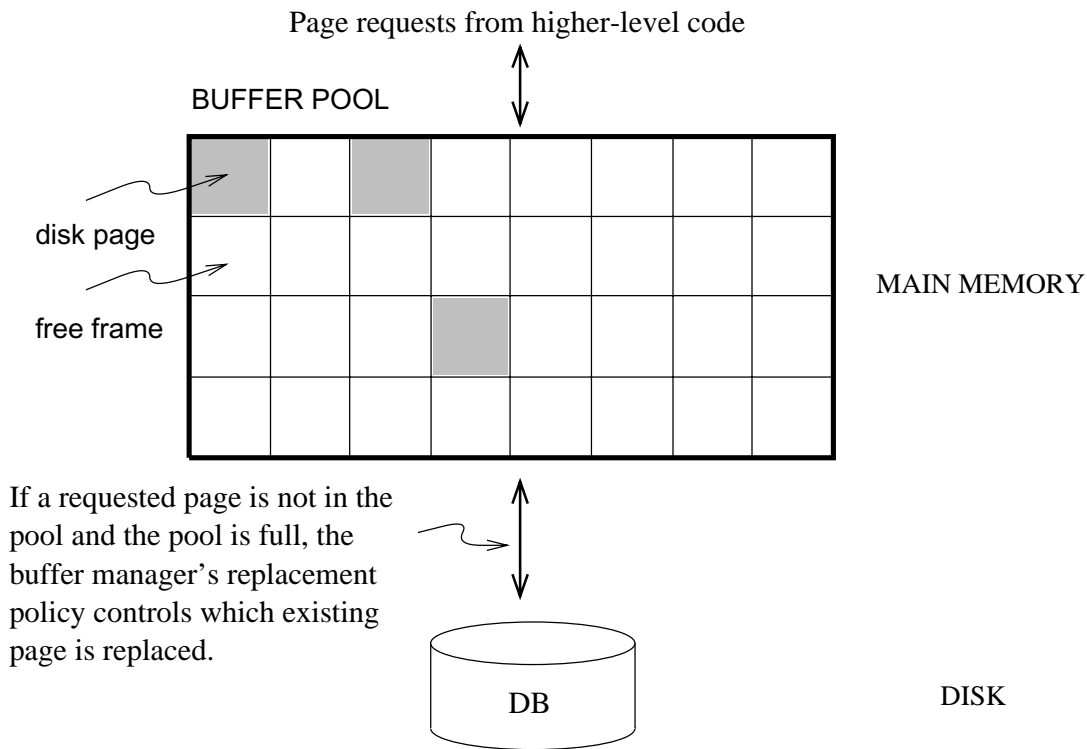 Page requests from higher-level code
BUFFER POOL
disk page
free frame
MAIN MEMORY
If a requested page is not in the
pool and the pool is full, the
buffer manager’s replacement
policy controls which existing
page is replaced.
DB
DISK